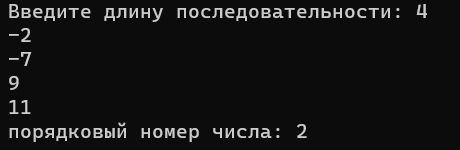 Введите длину последовательности: 4
-2
-7
9
11
порядковый номер числа: 2